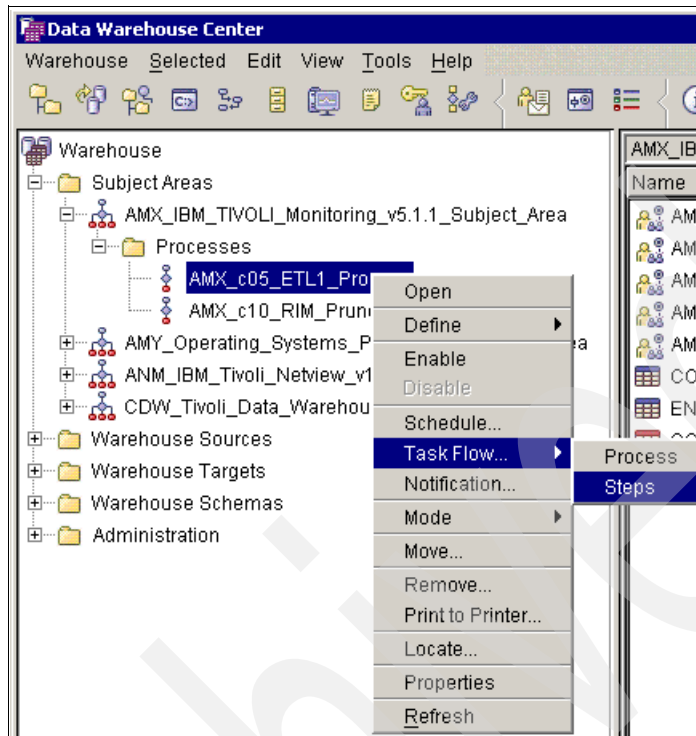 Data Warehouse Center
Warehouse Selected Edit View Tools Help
Warehouse
Subject Areas
AMX_IBM_TIVOLI_Monitoring_v5.1.1_Subject_Area
Processes
AMX_c05_ETL1_Pro
AMX_c10_RIM_Prun
AMY_Operating_Systems_P
ANM_IBM_Tivoli_Netview_v1
CDW_Tivoli_Data_Warehou
Warehouse Sources
Warehouse Targets
Warehouse Schemas
Administration
Open
Define
Enable
Disable
Schedule...
Task Flow...
Notification...
Mode
Move...
Remove...
Print to Printer...
Locate...
Properties
Refresh
Process
Steps
AMX_IB
Name
AM
AM
AM
AM
AM
CO
EN